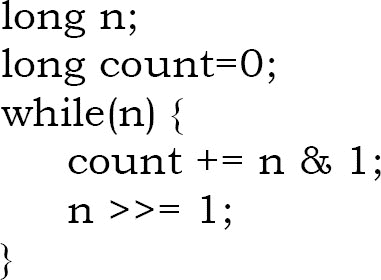 long n;
long count=0;
while(n) {
count += n & 1;
n >>= 1;
}